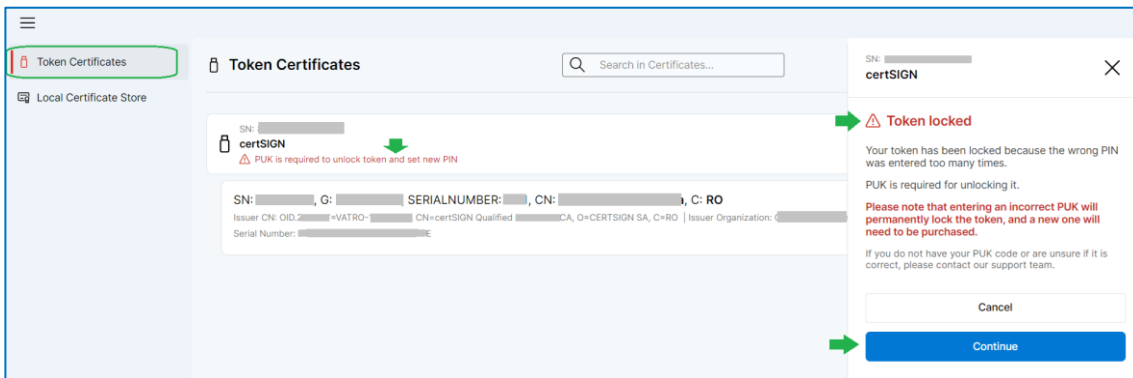 Token Certificates
Local Certificate Store
Token Certificates
Search in Certificates...
SN:
certSIGN
PUK is required to unlock token and set new PIN
SN: , G: SERIALNUMBER: , CN: , C: RO
Issuer CN: OID.2 =VATRO- CN=certSIGN Qualified CA, O=CERTSIGN SA, C=RO | Issuer Organization:
Serial Number: E
SN:
certSIGN
Token locked
Your token has been locked because the wrong PIN
was entered too many times.
PUK is required for unlocking it.
Please note that entering an incorrect PUK will
permanently lock the token, and a new one will
need to be purchased.
If you do not have your PUK code or are unsure if it is
correct, please contact our support team.
Cancel
Continue